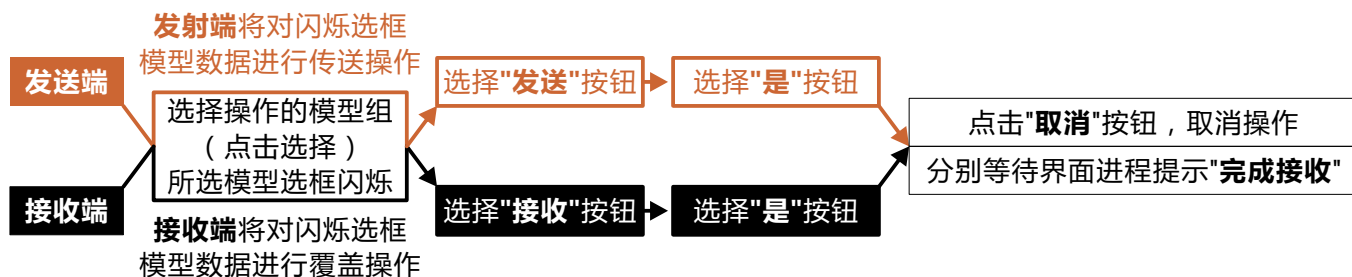 发射端将对闪烁选框
模型数据进行传送操作
发送端
选择操作的模型组
（点击选择）
所选模型选框闪烁
接收端
接收端将对闪烁选框
模型数据进行覆盖操作
选择"发送"按钮
选择"是"按钮
选择"接收"按钮
选择"是"按钮
点击"取消"按钮，取消操作
分别等待界面进程提示"完成接收"